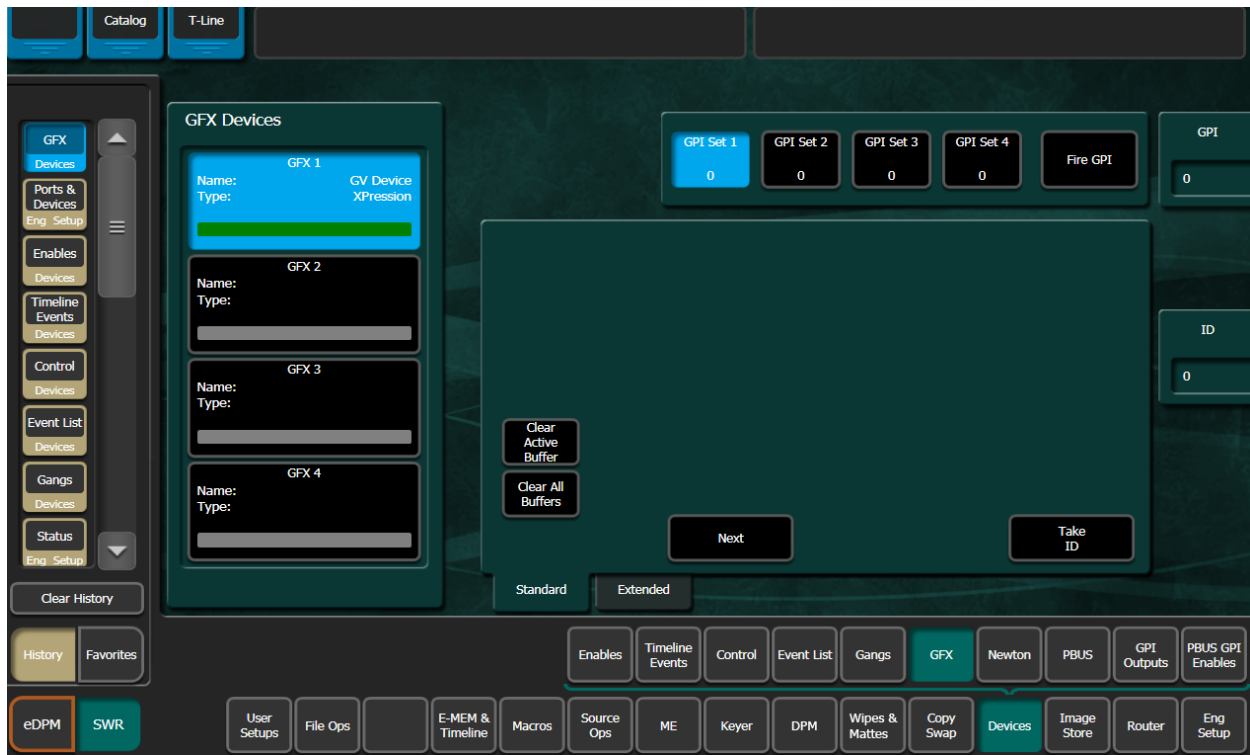 Catalog
T-Line
GFX
Devices
Ports &
Devices
Eng Setup
Enables
Devices
Timeline
Events
Devices
Control
Devices
Event List
Devices
Gangs
Devices
Status
Eng Setup
Clear History
History
Favorites
eDPM
SWR
GFX Devices
GFX 1
Name: GV Device
Type: XPression
GFX 2
Name:
Type:
GFX 3
Name:
Type:
GFX 4
Name:
Type:
GPI Set 1
0
GPI Set 2
0
GPI Set 3
0
GPI Set 4
0
Fire GPI
GPI
0
ID
0
Clear
Active
Buffer
Clear All
Buffers
Next
Take
ID
Standard
Extended
Enables
Timeline
Events
Control
Event List
Gangs
GFX
Newton
PBUS
GPI
Outputs
PBUS GPI
Enables
User
Setups
File Ops
E-MEM &
Timeline
Macros
Source
Ops
ME
Keyer
DPM
Wipes &
Mattes
Copy
Swap
Devices
Image
Store
Router
Eng
Setup